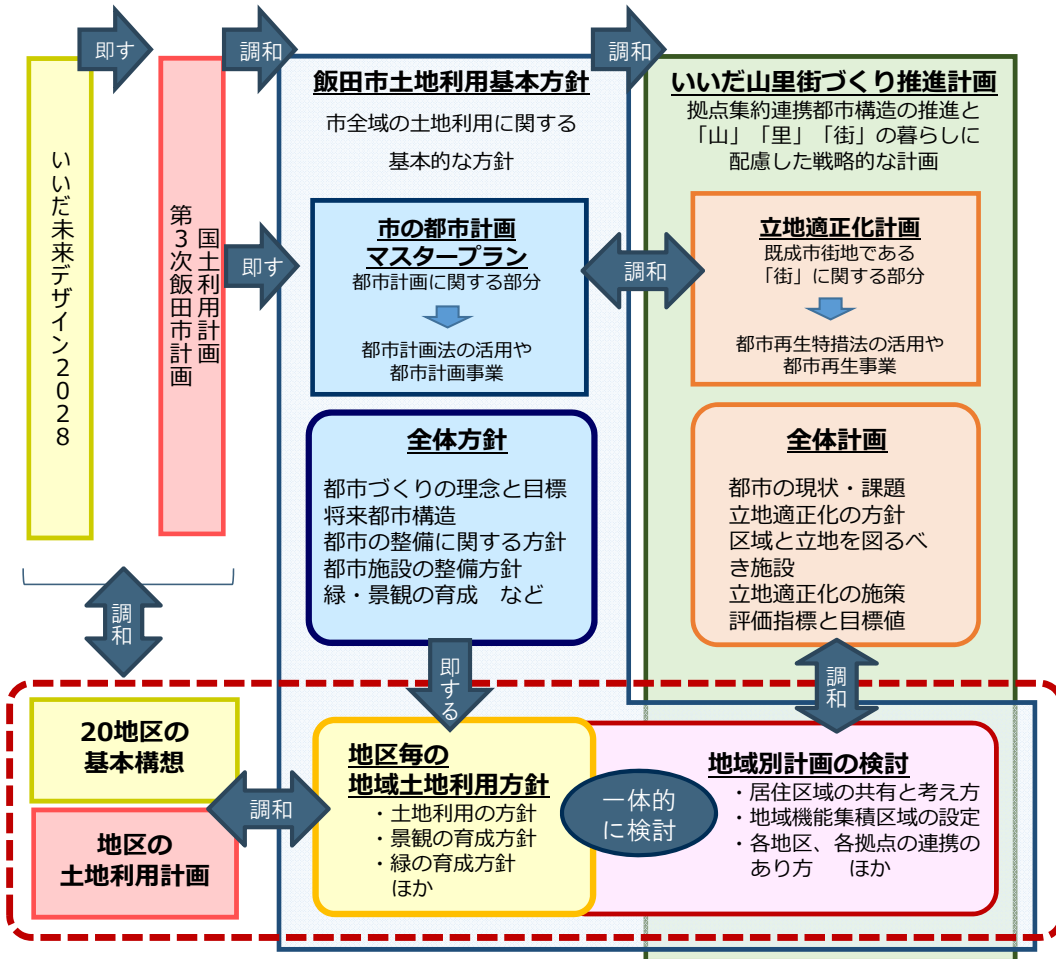 即す
調和
調和
いいだ未来デザイン2028
国土利用計画
第3次飯田市計画
飯田市土地利用基本方針
市全域の土地利用に関する
基本的な方針
いいだ山里街づくり推進計画
拠点集約連携都市構造の推進と
「山」「里」「街」の暮らしに
配慮した戦略的な計画
即す
市の都市計画
マスタープラン
都市計画に関する部分
都市計画法の活用や
都市計画事業
調和
立地適正化計画
既成市街地である
「街」に関する部分
都市再生特措法の活用や
都市再生事業
全体方針
都市づくりの理念と目標
将来都市構造
都市の整備に関する方針
都市施設の整備方針
緑・景観の育成　など
全体計画
都市の現状・課題
立地適正化の方針
区域と立地を図るべ
き施設
立地適正化の施策
評価指標と目標値
調和
即する
調和
20地区の
基本構想
地区の
土地利用計画
調和
地区毎の
地域土地利用方針
・土地利用の方針
・景観の育成方針
・緑の育成方針
ほか
一体的
に検討
地域別計画の検討
・居住区域の共有と考え方
・地域機能集積区域の設定
・各地区、各拠点の連携の
あり方　ほか